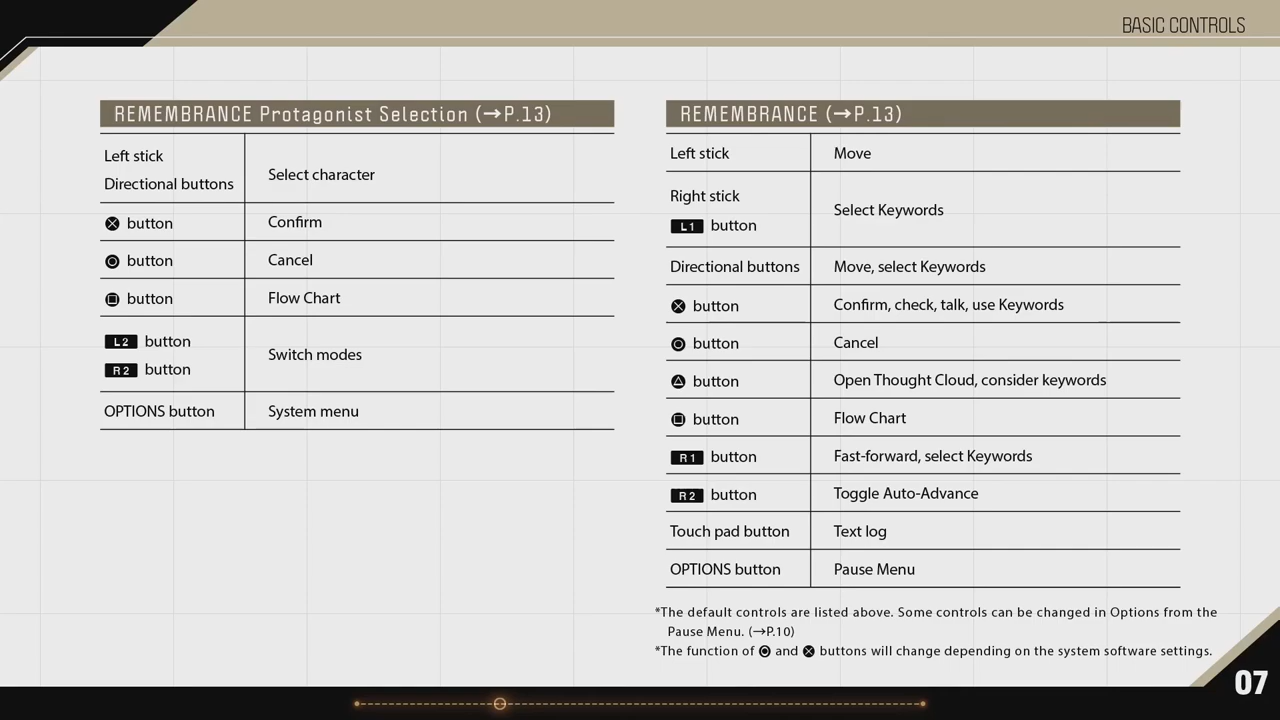 BASIC CONTROLS
REMEMBRANCE Protagonist Selection (→P.13)
Left stick
Directional buttons
Select character
ⓧ button
Confirm
◎ button
Cancel
▣ button
Flow Chart
L2 button
R2 button
Switch modes
OPTIONS button
System menu
REMEMBRANCE (→P.13)
Left stick
Move
Right stick
L1 button
Select Keywords
Directional buttons
Move, select Keywords
ⓧ button
Confirm, check, talk, use Keywords
◎ button
Cancel
△ button
Open Thought Cloud, consider keywords
▣ button
Flow Chart
R1 button
Fast-forward, select Keywords
R2 button
Toggle Auto-Advance
Touch pad button
Text log
OPTIONS button
Pause Menu
*The default controls are listed above. Some controls can be changed in Options from the
Pause Menu. (→P.10)
*The function of ◎ and ⓧ buttons will change depending on the system software settings.
07